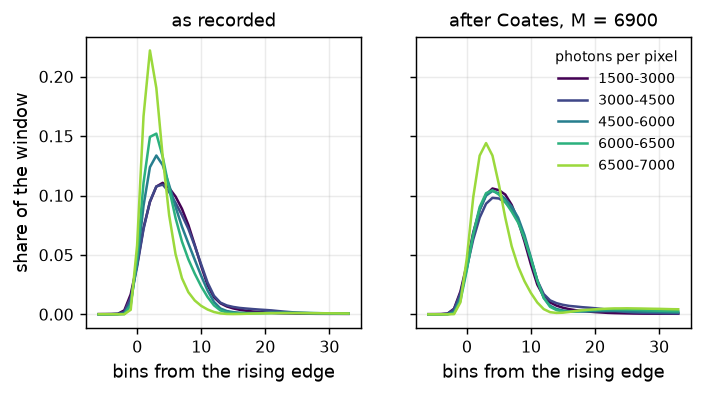 as recorded
after Coates, M = 6900
share of the window
0.20
0.15
0.10
0.05
0.00
photons per pixel
1500-3000
3000-4500
4500-6000
6000-6500
6500-7000
0 10 20 30
0 10 20 30
bins from the rising edge
bins from the rising edge